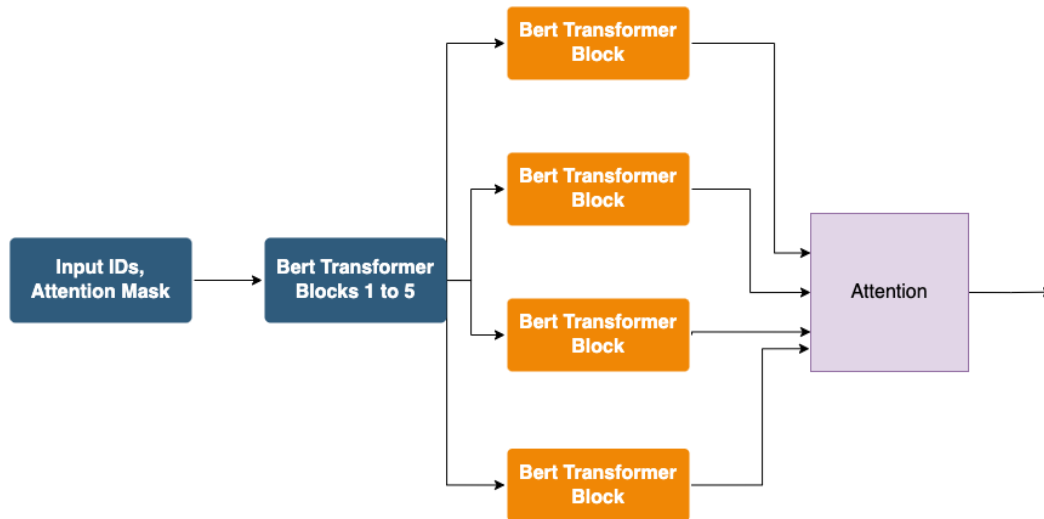 Bert Transformer
Block
Bert Transformer
Block
Input IDs,
Attention Mask
Bert Transformer
Blocks 1 to 5
Attention
Bert Transformer
Block
Bert Transformer
Block